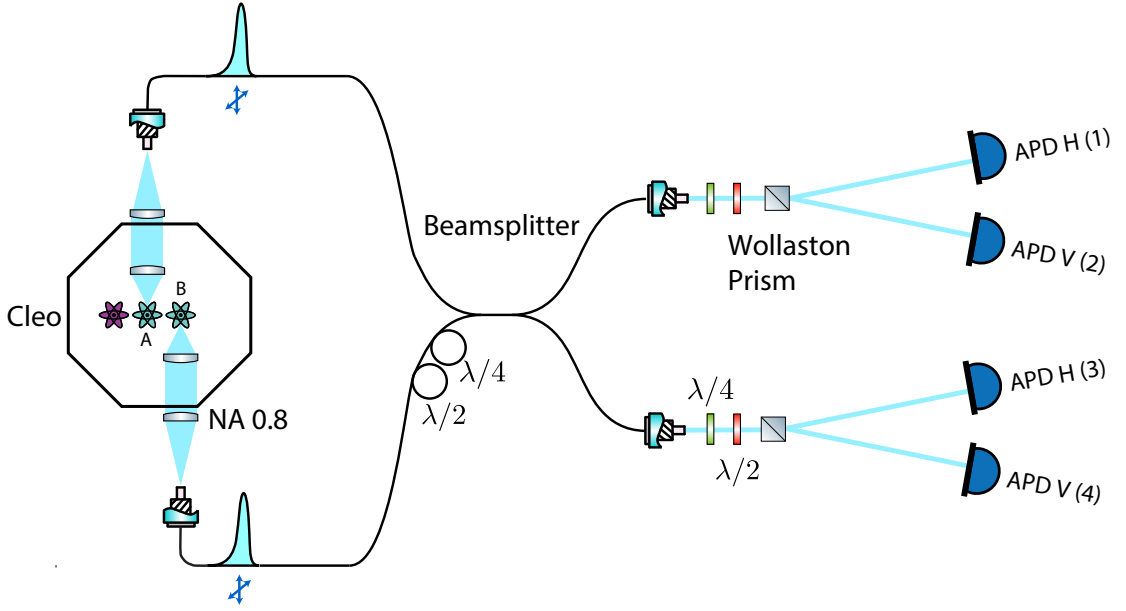 Beamsplitter
APD H (1)
Wollaston
Prism
APD V (2)
B
Cleo
A
λ/4
λ/2
NA 0.8
λ/4
λ/2
APD H (3)
APD V (4)